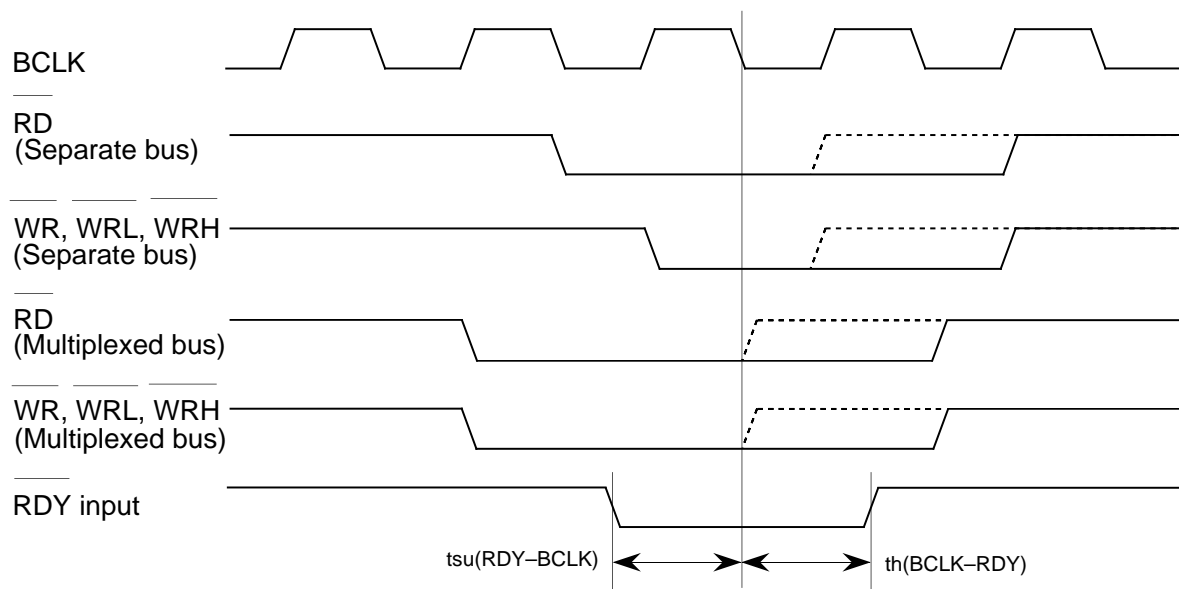 BCLK
RD
(Separate bus)
WR, WRL, WRH
(Separate bus)
RD
(Multiplexed bus)
WR, WRL, WRH
(Multiplexed bus)
RDY input
tsu(RDY–BCLK)
th(BCLK–RDY)